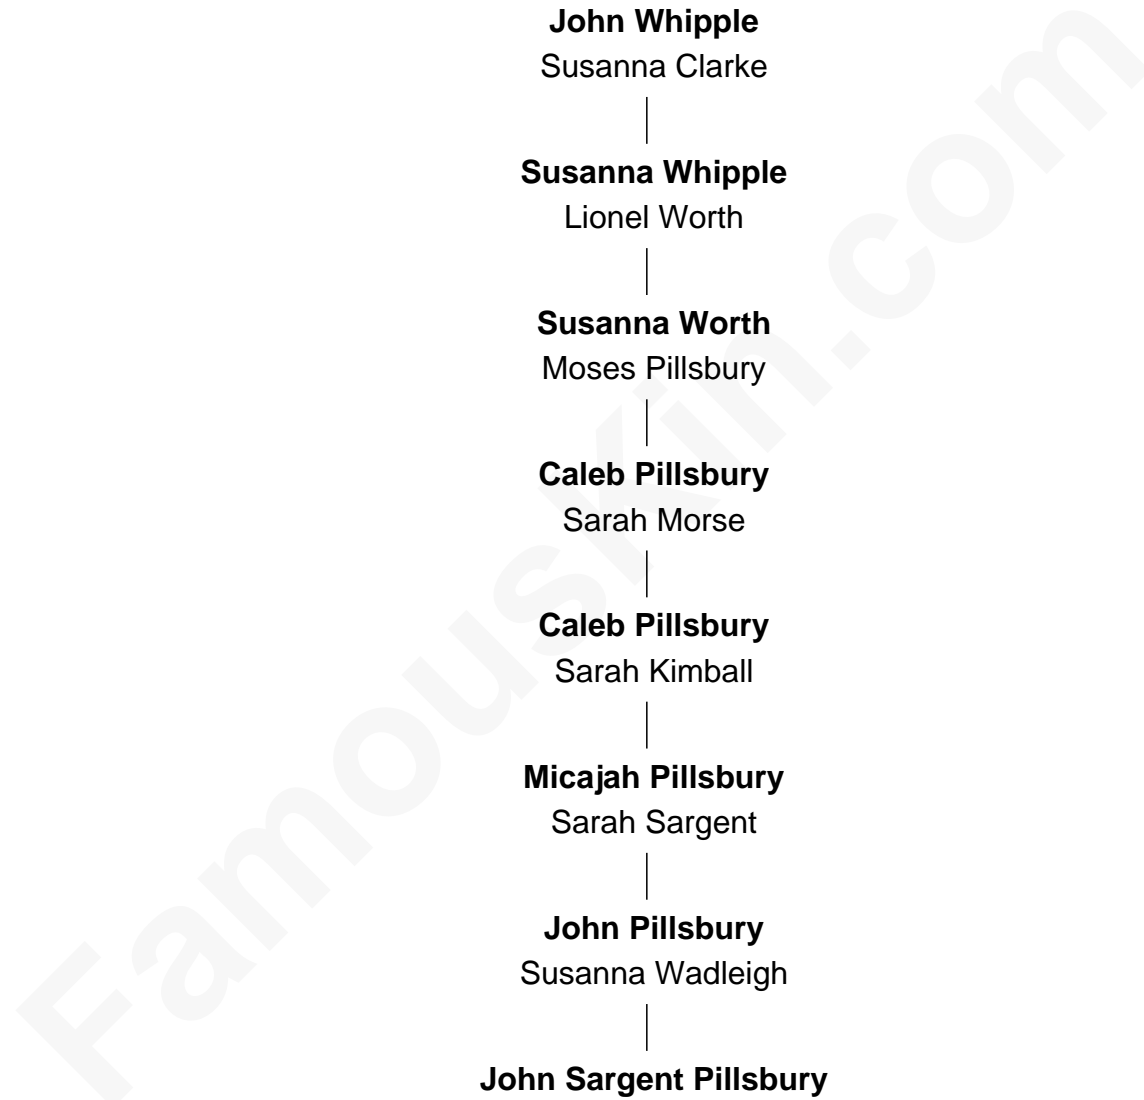 John Whipple
Susanna Clarke
Susanna Whipple
Lionel Worth
Susanna Worth
Moses Pillsbury
Caleb Pillsbury
Sarah Morse
Caleb Pillsbury
Sarah Kimball
Micajah Pillsbury
Sarah Sargent
John Pillsbury
Susanna Wadleigh
John Sargent Pillsbury
FamousKin.com